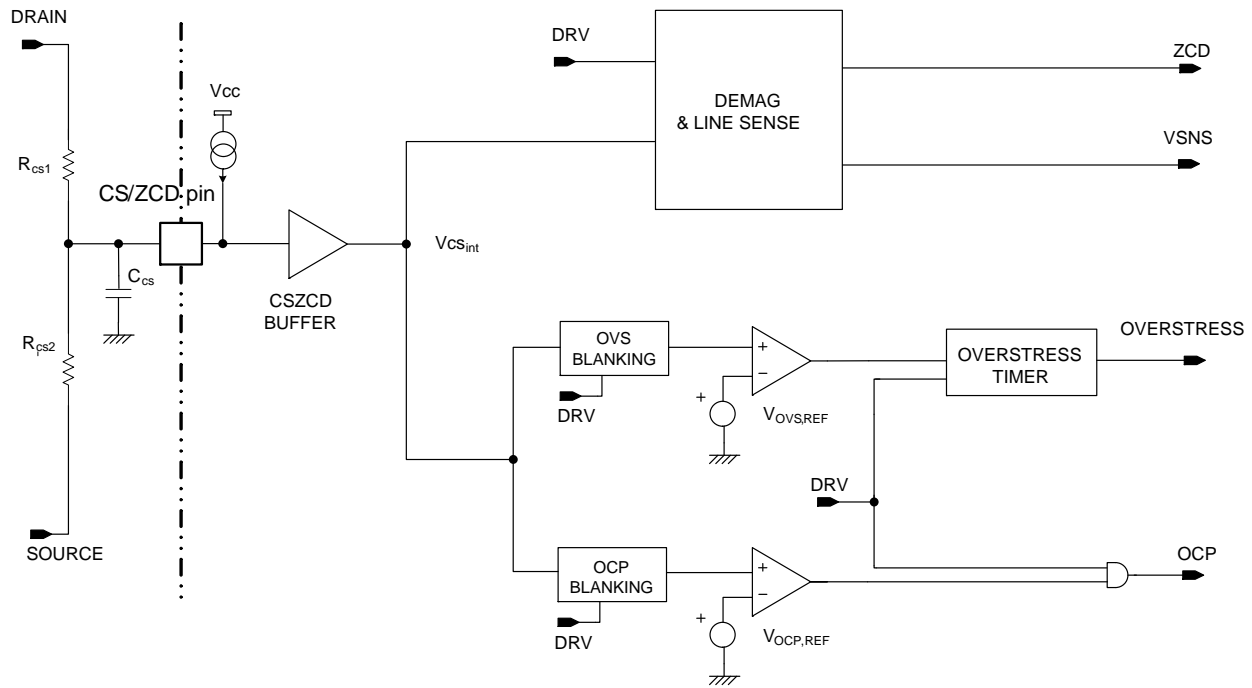 DRAIN
DRV
ZCD
Vcc
DEMAG
& LINE SENSE
VSNS
Rcs1
CS/ZCD pin
Ccs
Vcsint
CSZCD
BUFFER
Rcs2
OVS
BLANKING
+
−
+
VOVS,REF
DRV
OVERSTRESS
TIMER
OVERSTRESS
DRV
SOURCE
OCP
BLANKING
+
−
+
VOCP,REF
DRV
OCP